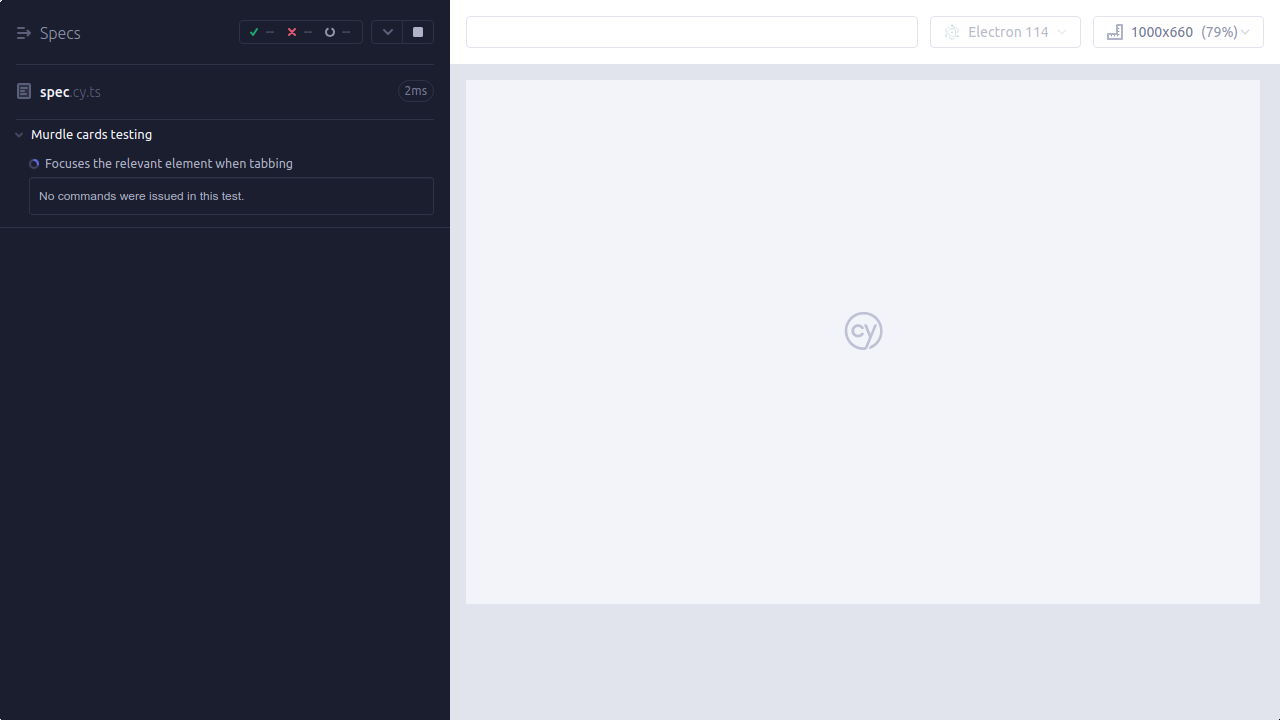 Specs
-- -- --
Electron 114
1000x660 (79%)
spec.cy.ts
2ms
Murdle cards testing
Focuses the relevant element when tabbing
No commands were issued in this test.
cy